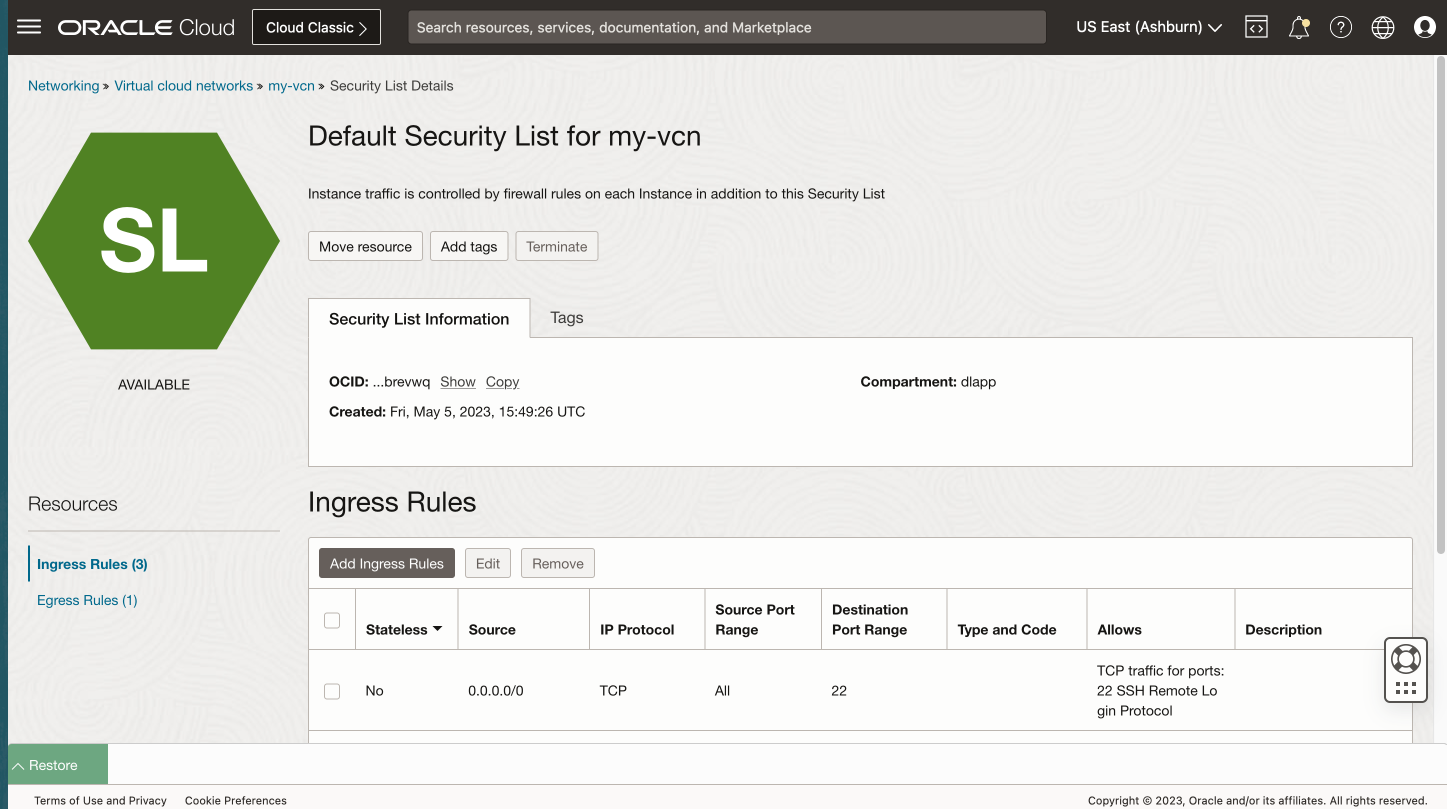 ORACLE Cloud
Cloud Classic
Search resources, services, documentation, and Marketplace
US East (Ashburn)
Networking » Virtual cloud networks » my-vcn » Security List Details
SL
AVAILABLE
Default Security List for my-vcn
Instance traffic is controlled by firewall rules on each Instance in addition to this Security List
Move resource Add tags Terminate
Security List Information Tags
OCID: ...brevwq Show Copy
Compartment: dlapp
Created: Fri, May 5, 2023, 15:49:26 UTC
Resources
Ingress Rules (3)
Egress Rules (1)
Ingress Rules
Add Ingress Rules Edit Remove
Stateless Source IP Protocol Source Port Range Destination Port Range Type and Code Allows Description
No 0.0.0.0/0 TCP All 22 TCP traffic for ports:
22 SSH Remote Lo
gin Protocol
Restore
Terms of Use and Privacy Cookie Preferences
Copyright © 2023, Oracle and/or its affiliates. All rights reserved.